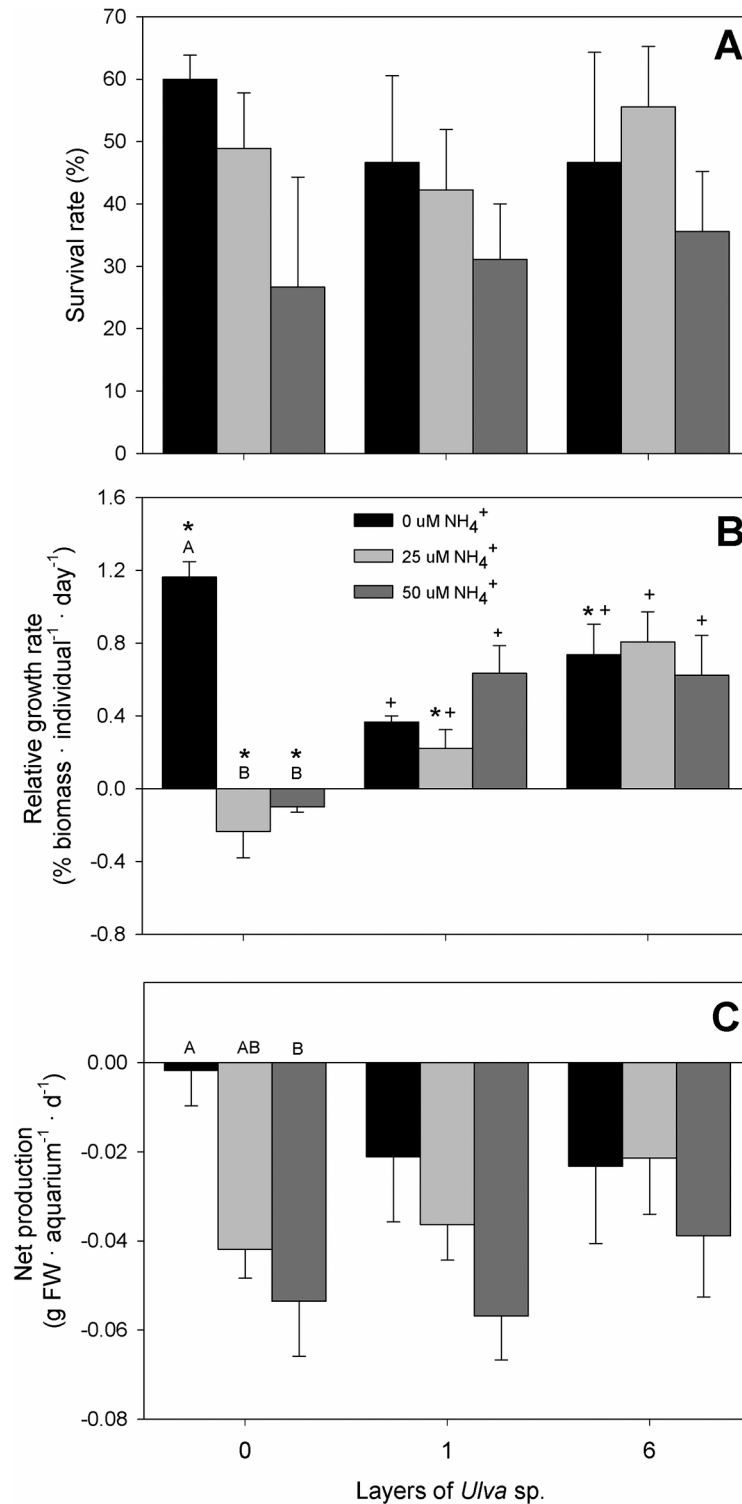 A
70
60
50
40
30
20
10
0
Survival rate (%)
B
1.6
1.2
0.8
0.4
0.0
-0.4
-0.8
Relative growth rate
(% biomass · individual⁻¹ · day⁻¹)
0 uM NH₄⁺
25 uM NH₄⁺
50 uM NH₄⁺
*
A
*
B
*
B
+
*+
+
*+
+
+
C
0.00
-0.02
-0.04
-0.06
-0.08
Net production
(g FW · aquarium⁻¹ · d⁻¹)
A AB B
0 1 6
Layers of Ulva sp.